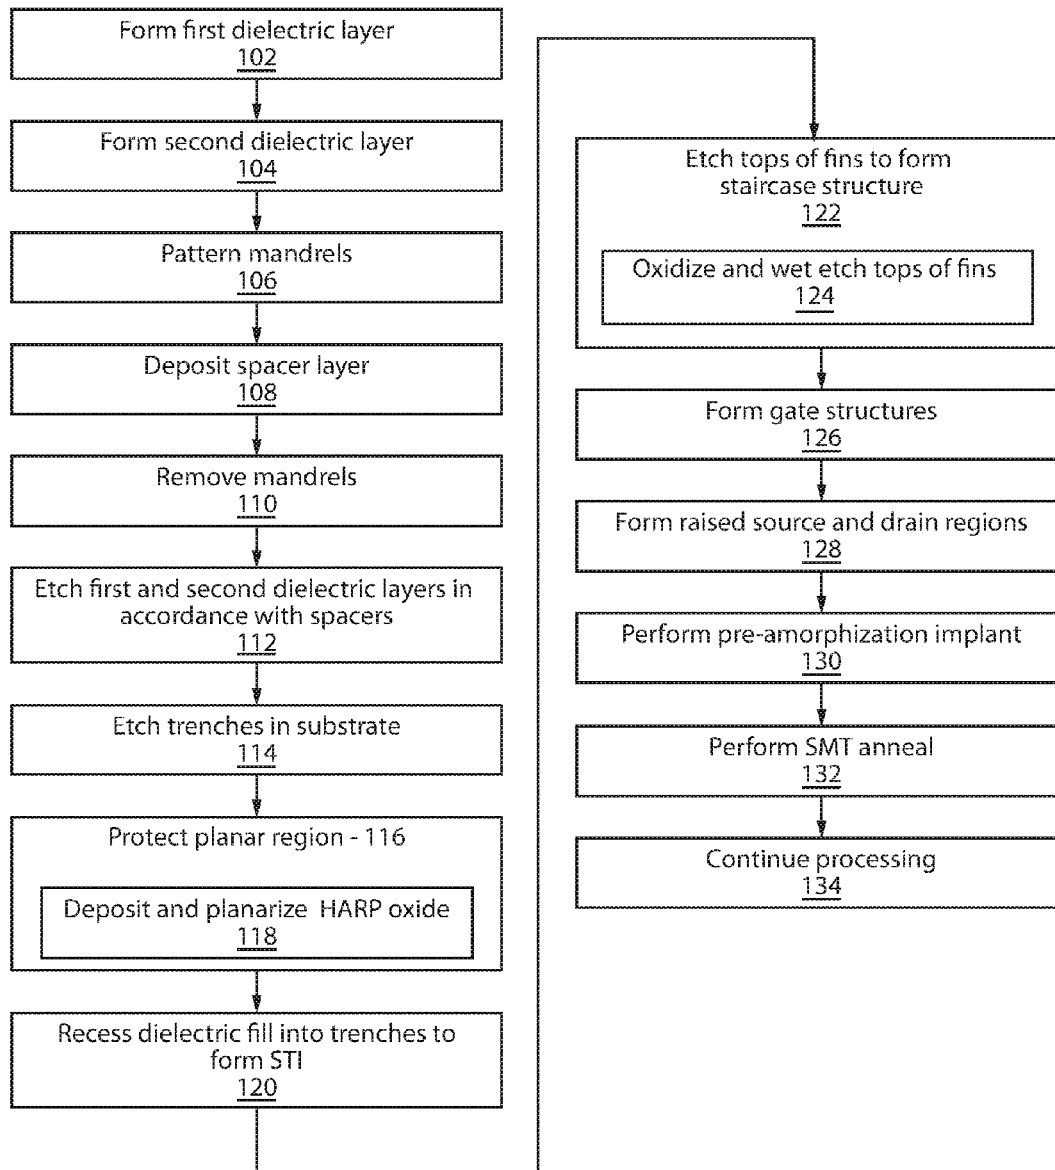 Form first dielectric layer
102
Form second dielectric layer
104
Pattern mandrels
106
Deposit spacer layer
108
Remove mandrels
110
Etch first and second dielectric layers in
accordance with spacers
112
Etch trenches in substrate
114
Protect planar region - 116
Deposit and planarize HARP oxide
118
Recess dielectric fill into trenches to
form STI
120
Etch tops of fins to form
staircase structure
122
Oxidize and wet etch tops of fins
124
Form gate structures
126
Form raised source and drain regions
128
Perform pre-amorphization implant
130
Perform SMT anneal
132
Continue processing
134